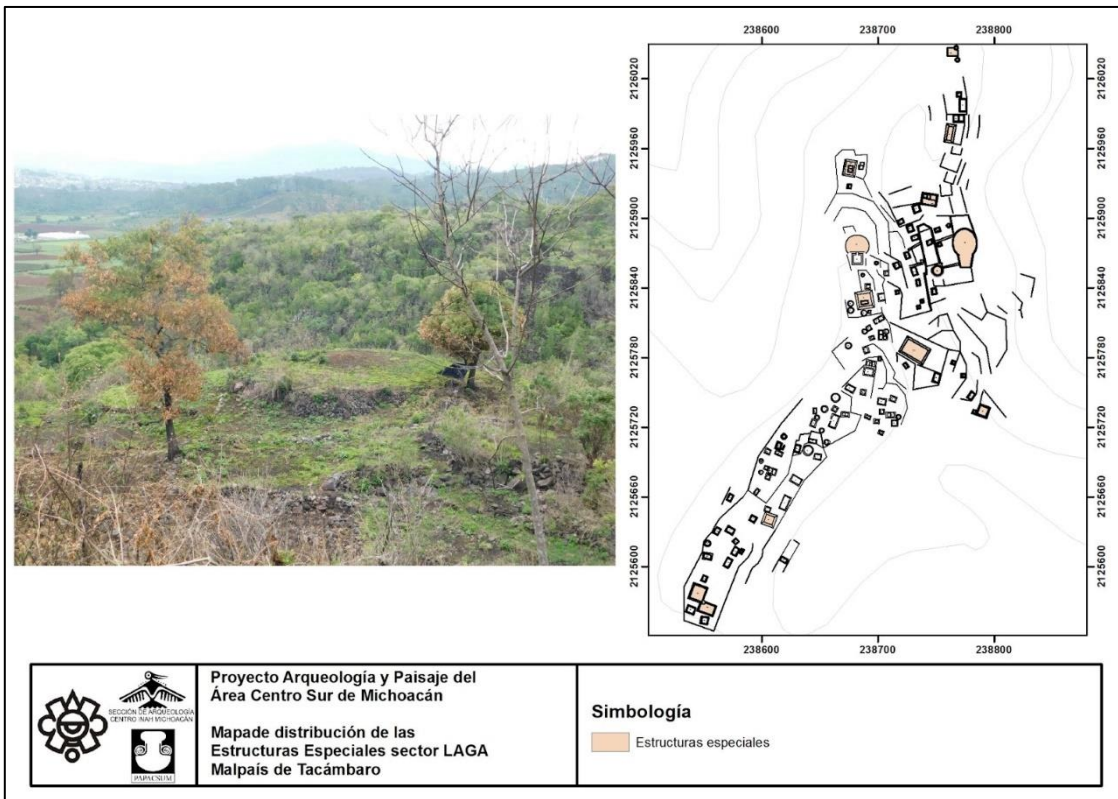 238600 238700 238800
2126020 2126020
2125960 2125960
2125900 2125900
2125840 2125840
2125780 2125780
2125720 2125720
2125660 2125660
2125600 2125600
238600 238700 238800
SECCIÓN DE ARQUEOLOGÍA
CENTRO INAH MICHOACÁN
PAPACSUM
Proyecto Arqueología y Paisaje del
Área Centro Sur de Michoacán
Mapade distribución de las
Estructuras Especiales sector LAGA
Malpaís de Tacámbaro
Simbología
Estructuras especiales